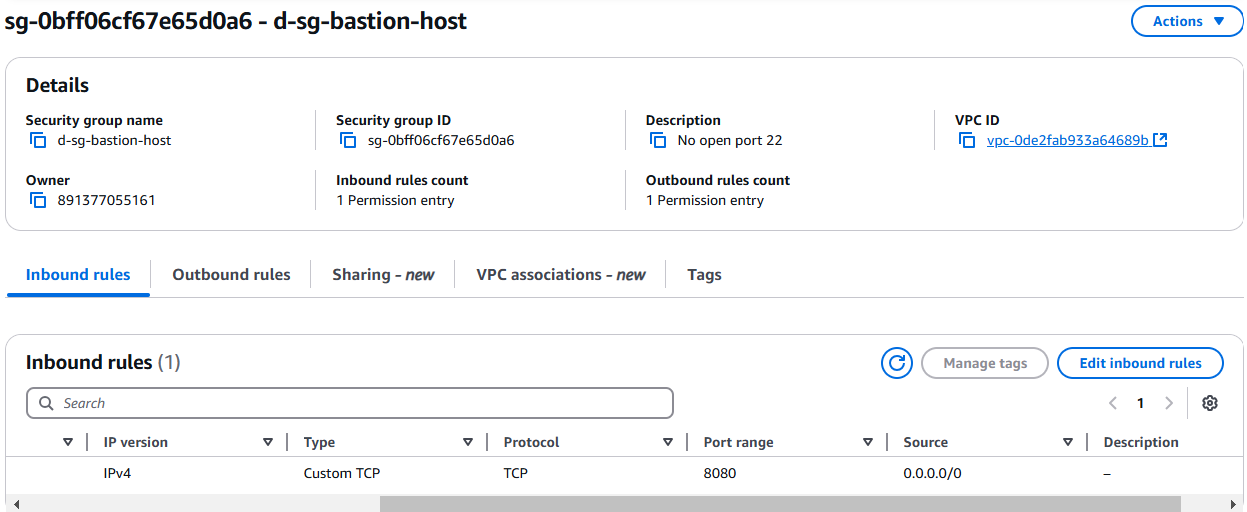 sg-0bff06cf67e65d0a6 - d-sg-bastion-host
Actions
Details
Security group name
d-sg-bastion-host
Security group ID
sg-0bff06cf67e65d0a6
Description
No open port 22
VPC ID
vpc-0de2fab933a64689b
Owner
891377055161
Inbound rules count
1 Permission entry
Outbound rules count
1 Permission entry
Inbound rules Outbound rules Sharing - new VPC associations - new Tags
Inbound rules (1)
Manage tags
Edit inbound rules
Search
1
IP version Type Protocol Port range Source Description
IPv4 Custom TCP TCP 8080 0.0.0.0/0 –